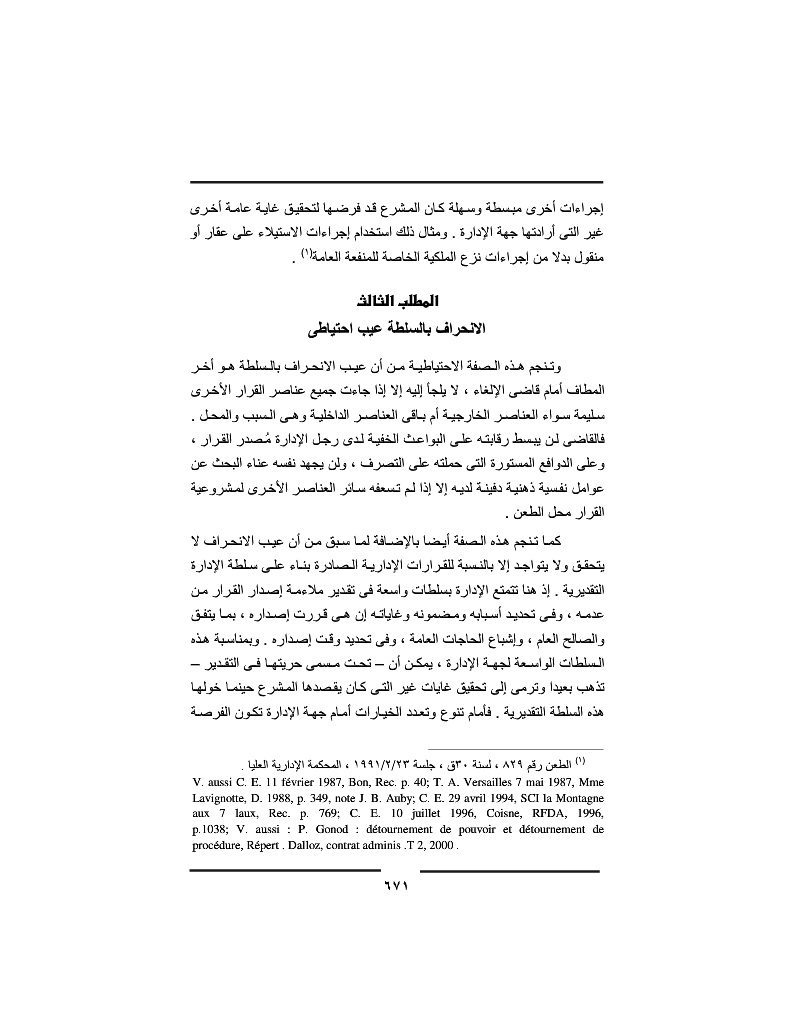 إجراءات أخرى مبسطة وسهلة كان المشرع قد فرضها لتحقيق غاية عامة أخرى
غير التى أرادتها جهة الإدارة . ومثال ذلك استخدام إجراءات الاستيلاء على عقار أو
منقول بدلا من إجراءات نزع الملكية الخاصة للمنفعة العامة(١) .
المطلب الثالث
الانحراف بالسلطة عيب احتياطى
وتنجم هذه الصفة الاحتياطية من أن عيب الانحراف بالسلطة هو أخر
المطاف أمام قاضى الإلغاء ، لا يلجأ إليه إلا إذا جاءت جميع عناصر القرار الأخرى
سليمة سواء العناصر الخارجية أم باقى العناصر الداخلية وهى السبب والمحل .
فالقاضى لن يبسط رقابته على البواعث الخفية لدى رجل الإدارة مُصدر القرار ،
وعلى الدوافع المستورة التى حملته على التصرف ، ولن يجهد نفسه عناء البحث عن
عوامل نفسية ذهنية دفينة لديه إلا إذا لم تسعفه سائر العناصر الأخرى لمشروعية
القرار محل الطعن .
كما تنجم هذه الصفة أيضا بالإضافة لما سبق من أن عيب الانحراف لا
يتحقق ولا يتواجد إلا بالنسبة للقرارات الإدارية الصادرة بناء على سلطة الإدارة
التقديرية . إذ هنا تتمتع الإدارة بسلطات واسعة فى تقدير ملاءمة إصدار القرار من
عدمه ، وفى تحديد أسبابه ومضمونه وغاياته إن هى قررت إصداره ، بما يتفق
والصالح العام ، وإشباع الحاجات العامة ، وفى تحديد وقت إصداره . وبمناسبة هذه
السلطات الواسعة لجهة الإدارة ، يمكن أن – تحت مسمى حريتها فى التقدير –
تذهب بعيدا وترمى إلى تحقيق غايات غير التى كان يقصدها المشرع حينما خولها
هذه السلطة التقديرية . فأمام تنوع وتعدد الخيارات أمام جهة الإدارة تكون الفرصة
(١) الطعن رقم ٨٢٩ ، لسنة ٣٠ق ، جلسة ١٩٩١/٢/٢٣ ، المحكمة الإدارية العليا .
V. aussi C. E. 11 février 1987, Bon, Rec. p. 40; T. A. Versailles 7 mai 1987, Mme
Lavignotte, D. 1988, p. 349, note J. B. Auby; C. E. 29 avril 1994, SCI la Montagne
aux 7 laux, Rec. p. 769; C. E. 10 juillet 1996, Coisne, RFDA, 1996,
p.1038; V. aussi : P. Gonod : détournement de pouvoir et détournement de
procédure, Répert . Dalloz, contrat adminis .T 2, 2000 .
٦٧١